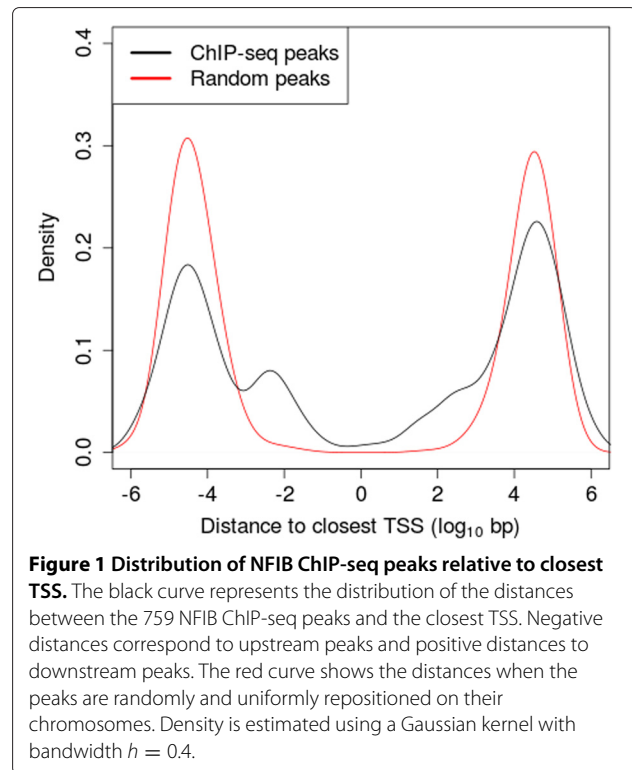 0.4
0.3
0.2
0.1
0.0
Density
ChIP-seq peaks
Random peaks
-6 -4 -2 0 2 4 6
Distance to closest TSS (log10 bp)
Figure 1 Distribution of NFIB ChIP-seq peaks relative to closest
TSS. The black curve represents the distribution of the distances
between the 759 NFIB ChIP-seq peaks and the closest TSS. Negative
distances correspond to upstream peaks and positive distances to
downstream peaks. The red curve shows the distances when the
peaks are randomly and uniformly repositioned on their
chromosomes. Density is estimated using a Gaussian kernel with
bandwidth h = 0.4.